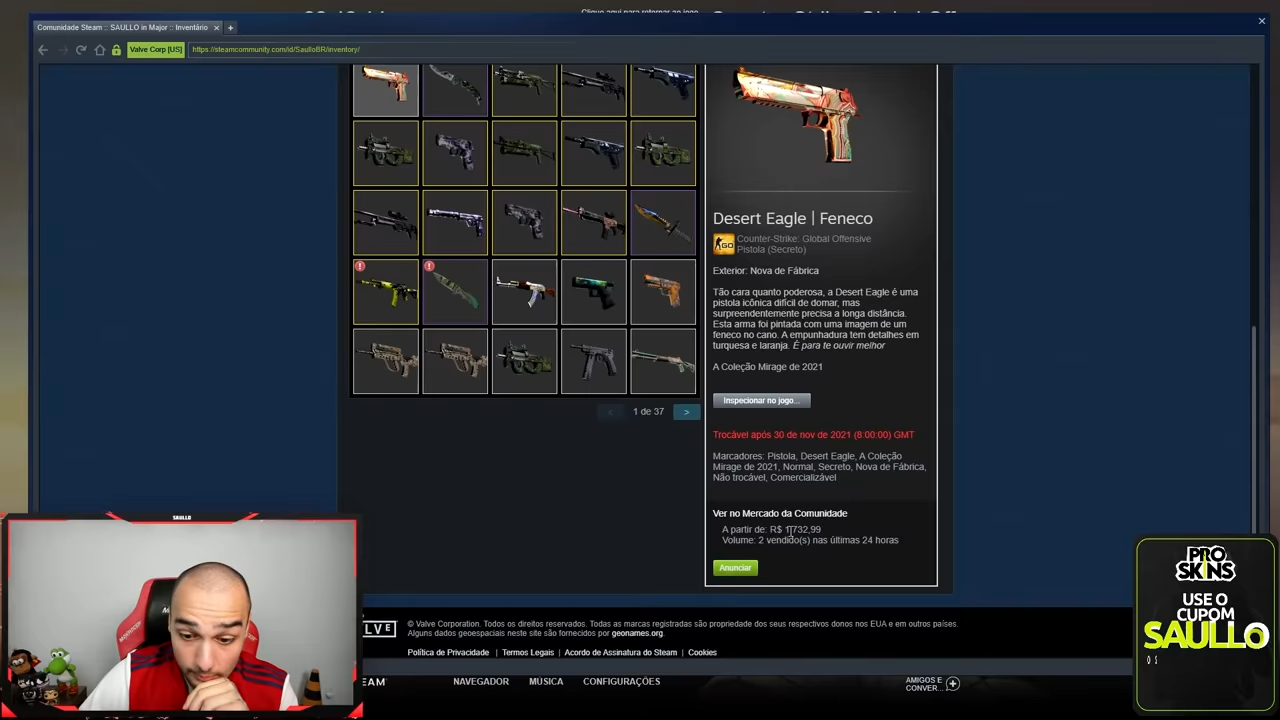 Clique aqui para retornar ao jogo
Comunidade Steam :: SAULLO in Major :: Inventário
Valve Corp [US]
https://steamcommunity.com/id/SaulloBR/inventory/
Desert Eagle | Feneco
Counter-Strike: Global Offensive
Pistola (Secreto)
Exterior: Nova de Fábrica
Tão cara quanto poderosa, a Desert Eagle é uma
pistola icônica difícil de domar, mas
surpreendentemente precisa a longa distância.
Esta arma foi pintada com uma imagem de um
feneco no cano. A empunhadura tem detalhes em
turquesa e laranja. É para te ouvir melhor
A Coleção Mirage de 2021
1 de 37
Inspecionar no jogo...
Trocável após 30 de nov de 2021 (8:00:00) GMT
Marcadores: Pistola, Desert Eagle, A Coleção
Mirage de 2021, Normal, Secreto, Nova de Fábrica,
Não trocável, Comercializável
Ver no Mercado da Comunidade
A partir de: R$ 1.732,99
Volume: 2 vendido(s) nas últimas 24 horas
Anunciar
SAULLO
© Valve Corporation. Todos os direitos reservados. Todas as marcas registradas são propriedade dos seus respectivos donos nos EUA e em outros países.
Alguns dados geoespaciais neste site são fornecidos por geonames.org.
Política de Privacidade | Termos Legais | Acordo de Assinatura do Steam | Cookies
NAVEGADOR MÚSICA CONFIGURAÇÕES
AMIGOS E
CONVER...
PRO
SKINS
USE O
CUPOM
SAULLO